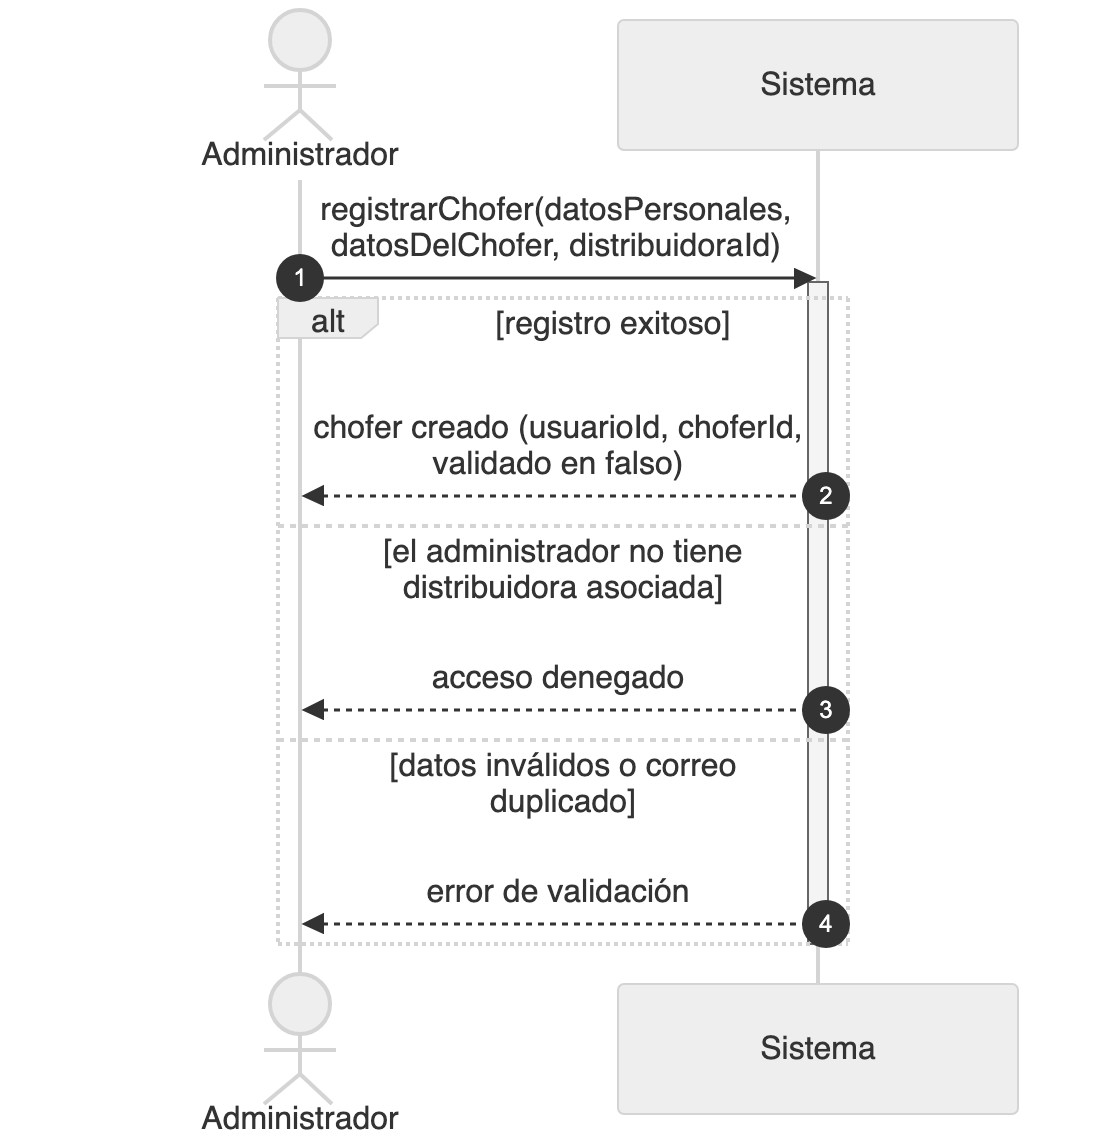 Administrador
Sistema
registrarChofer(datosPersonales,
datosDelChofer, distribuidoraId)
1
alt
[registro exitoso]
chofer creado (usuarioId, choferId,
validado en falso)
2
[el administrador no tiene
distribuidora asociada]
acceso denegado
3
[datos inválidos o correo
duplicado]
error de validación
4
Sistema
Administrador